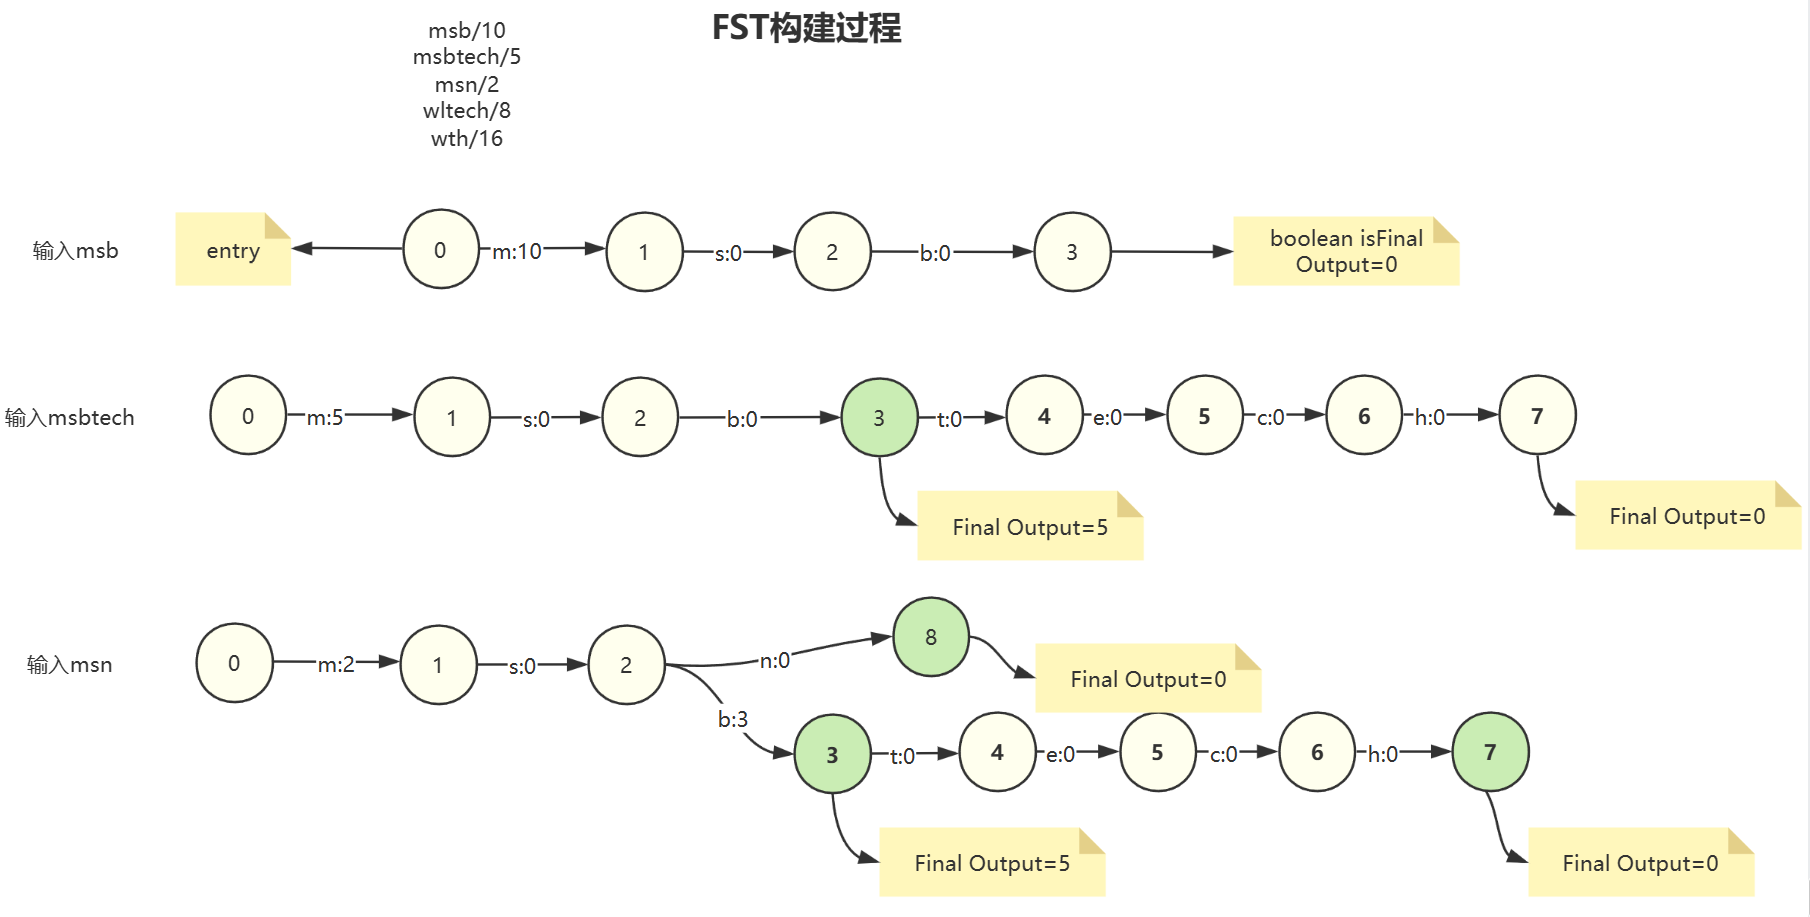 FST构建过程
msb/10
msbtech/5
msn/2
wltech/8
wth/16
输入msb
entry
0
m:10
1
s:0
2
b:0
3
boolean isFinal
Output=0
输入msbtech
0
m:5
1
s:0
2
b:0
3
t:0
4
e:0
5
c:0
6
h:0
7
Final Output=5
Final Output=0
输入msn
0
m:2
1
s:0
2
n:0
8
Final Output=0
b:3
3
t:0
4
e:0
5
c:0
6
h:0
7
Final Output=5
Final Output=0